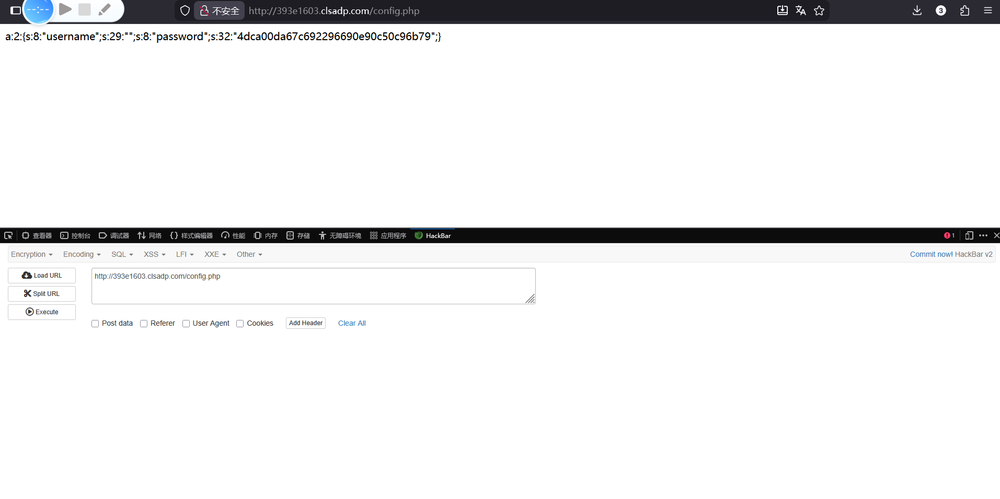 --:--
不安全 http://393e1603.clsadp.com/config.php
3
a:2:{s:8:"username";s:29:"";s:8:"password";s:32:"4dca00da67c692296690e90c50c96b79";}
查看器 控制台 调试器 网络 样式编辑器 性能 内存 存储 无障碍环境 应用程序 HackBar 1
Encryption Encoding SQL XSS LFI XXE Other Commit now! HackBar v2
Load URL http://393e1603.clsadp.com/config.php
Split URL
Execute
Post data Referer User Agent Cookies Add Header Clear All